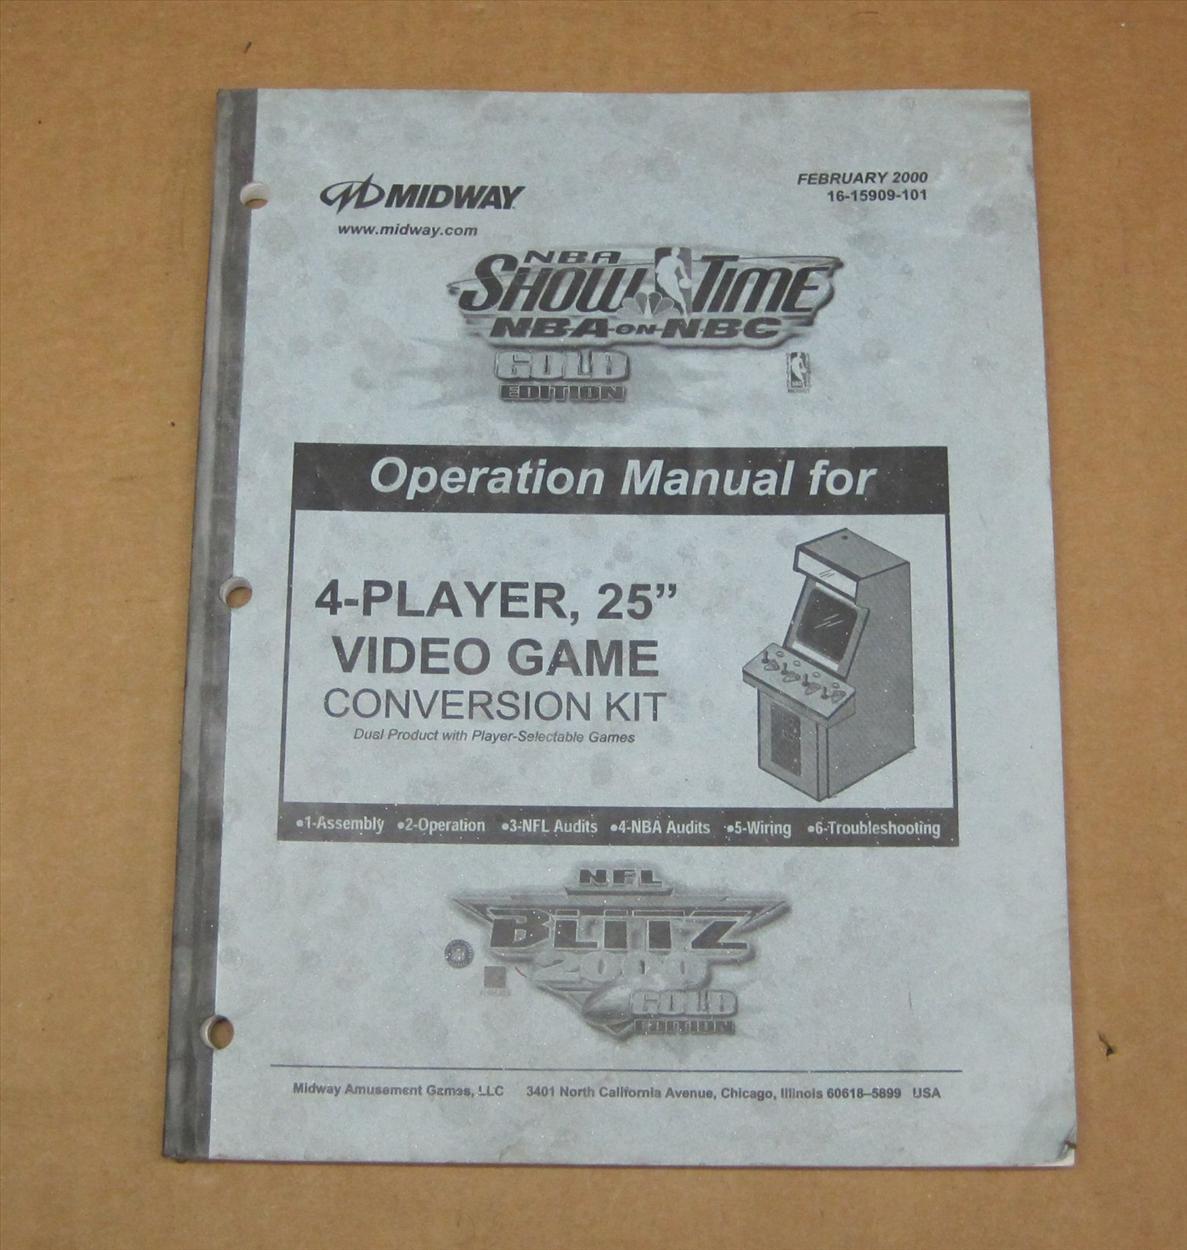 MIDWAY
www.midway.com
FEBRUARY 2000
16-15909-101
NBA
SHOWTIME
NBA-ON-NBC
GOLD
EDITION
Operation Manual for
4-PLAYER, 25”
VIDEO GAME
CONVERSION KIT
Dual Product with Player-Selectable Games
•1-Assembly •2-Operation •3-NFL Audits •4-NBA Audits •5-Wiring •6-Troubleshooting
NFL
BLITZ
2000
GOLD
EDITION
Midway Amusement Games, LLC 3401 North California Avenue, Chicago, Illinois 60618–5899 USA